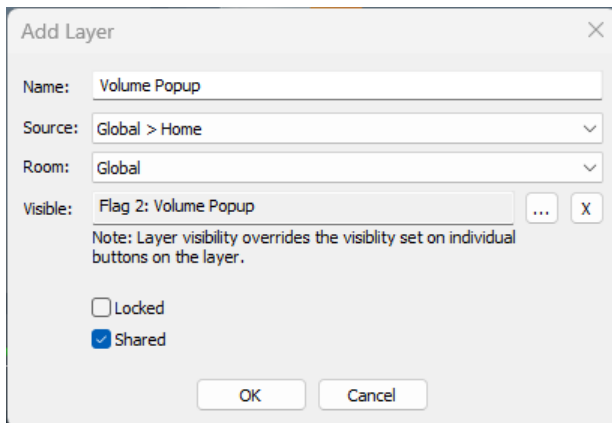 Add Layer
Name: Volume Popup
Source: Global > Home
Room: Global
Visible: Flag 2: Volume Popup ... X
Note: Layer visibility overrides the visiblity set on individual
buttons on the layer.
Locked
Shared
OK Cancel